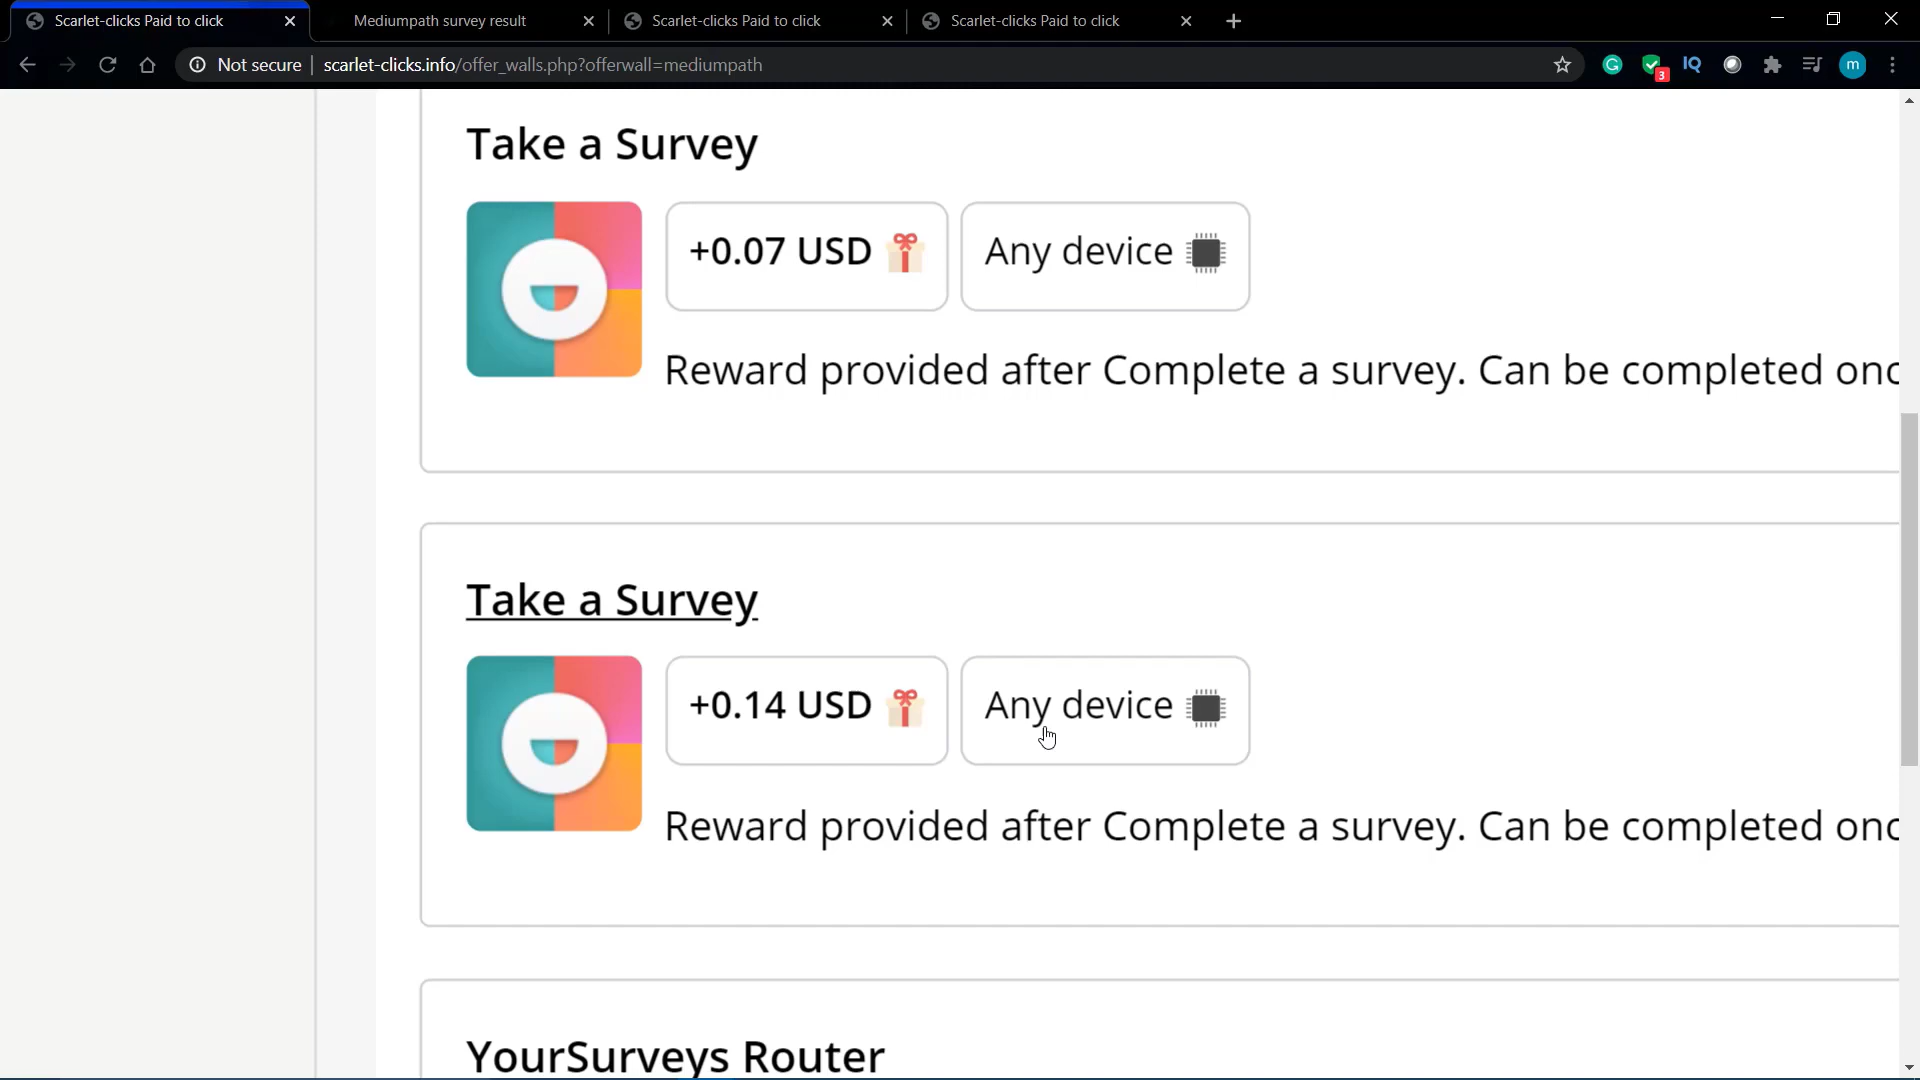 Scarlet-clicks Paid to click
Mediumpath survey result
Scarlet-clicks Paid to click
Scarlet-clicks Paid to click
Not secure
scarlet-clicks.info/offer_walls.php?offerwall=mediumpath
3
IQ
m
Take a Survey
+0.07 USD
Any device
Reward provided after Complete a survey. Can be completed onc
Take a Survey
+0.14 USD
Any device
Reward provided after Complete a survey. Can be completed onc
YourSurveys Router